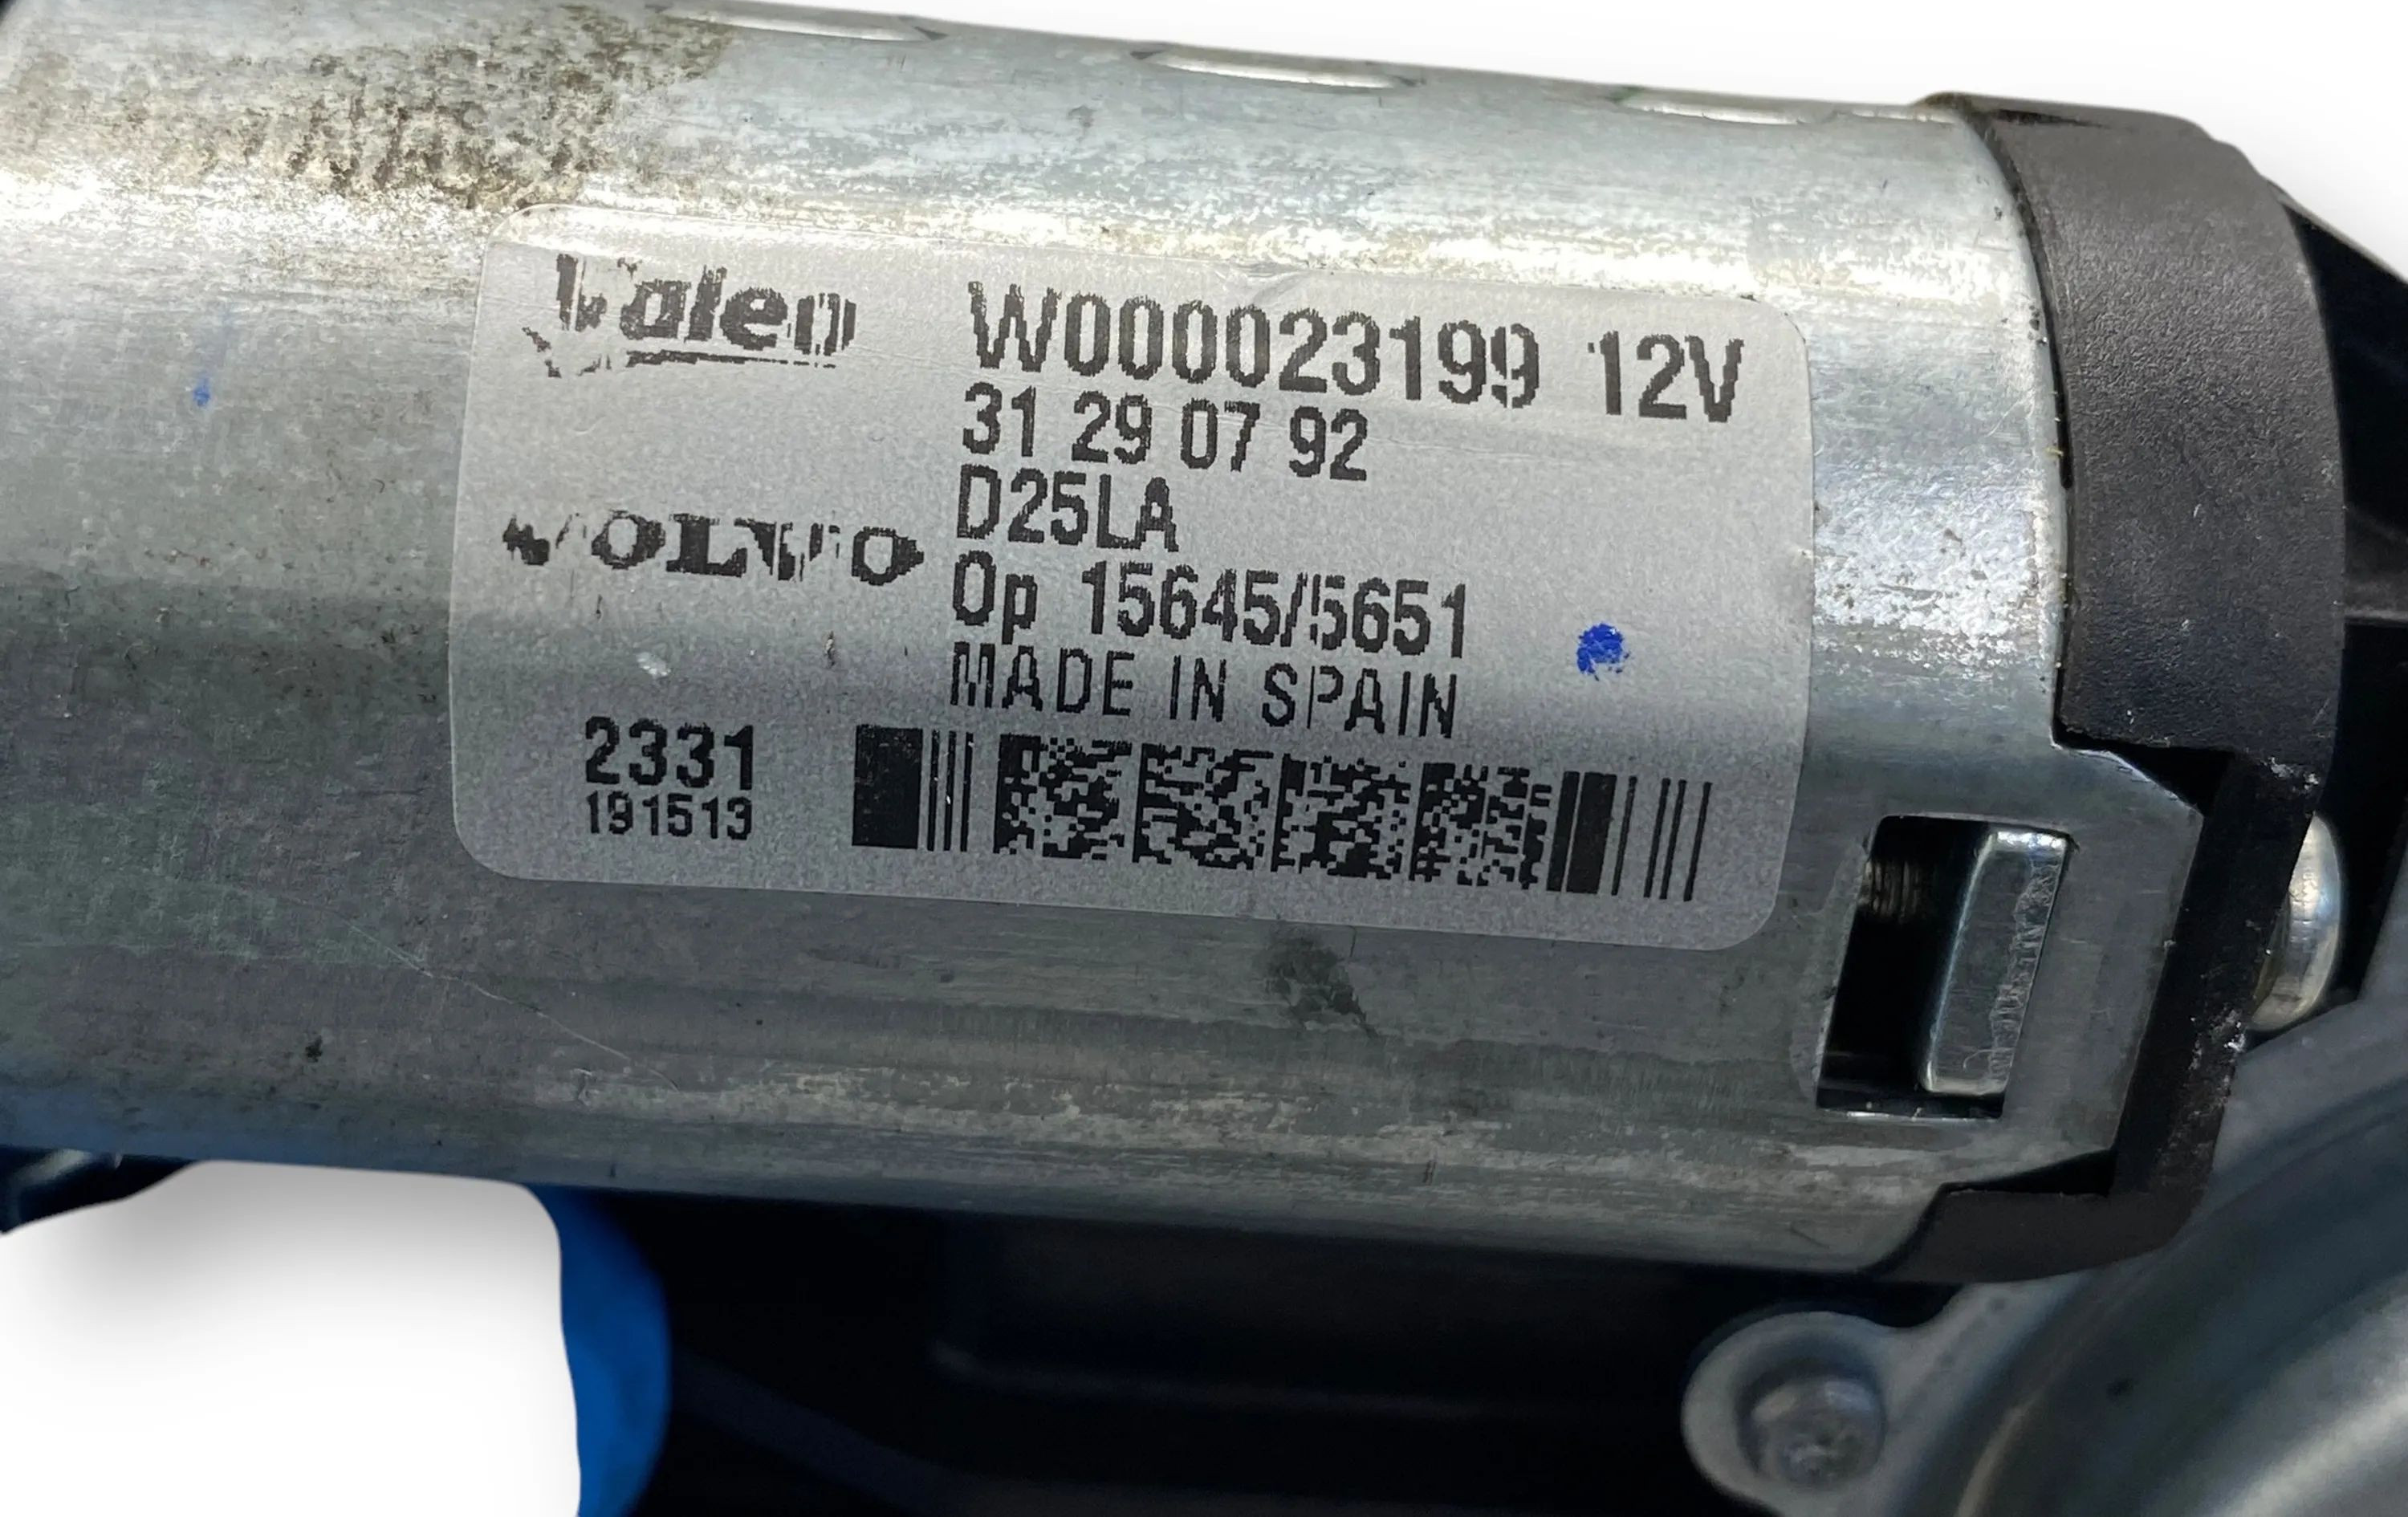 Valeo
W000023199 12V
31 29 07 92
D25LA
VOLVO
Op 15645/5651
MADE IN SPAIN
2331
191513